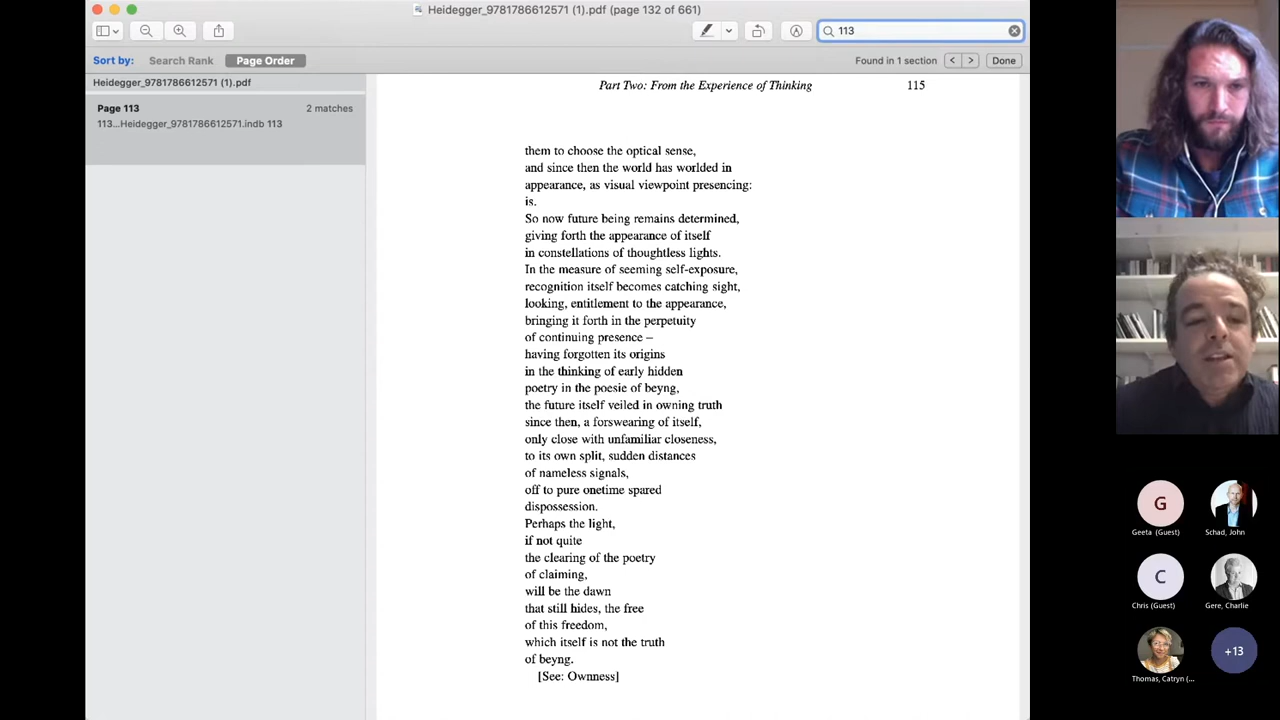 Heidegger_9781786612571 (1).pdf (page 132 of 661)
113
Sort by: Search Rank Page Order
Found in 1 section
Done
Heidegger_9781786612571 (1).pdf
Page 113 2 matches
113...Heidegger_9781786612571.indb 113
Part Two: From the Experience of Thinking 115
them to choose the optical sense,
and since then the world has worlded in
appearance, as visual viewpoint presencing:
is.
So now future being remains determined,
giving forth the appearance of itself
in constellations of thoughtless lights.
In the measure of seeming self-exposure,
recognition itself becomes catching sight,
looking, entitlement to the appearance,
bringing it forth in the perpetuity
of continuing presence –
having forgotten its origins
in the thinking of early hidden
poetry in the poesie of beyng,
the future itself veiled in owning truth
since then, a forswearing of itself,
only close with unfamiliar closeness,
to its own split, sudden distances
of nameless signals,
off to pure onetime spared
dispossession.
Perhaps the light,
if not quite
the clearing of the poetry
of claiming,
will be the dawn
that still hides, the free
of this freedom,
which itself is not the truth
of beyng.
[See: Ownness]
G
Geeta (Guest)
Schad, John
C
Chris (Guest)
Gere, Charlie
Thomas, Catryn (...
+13